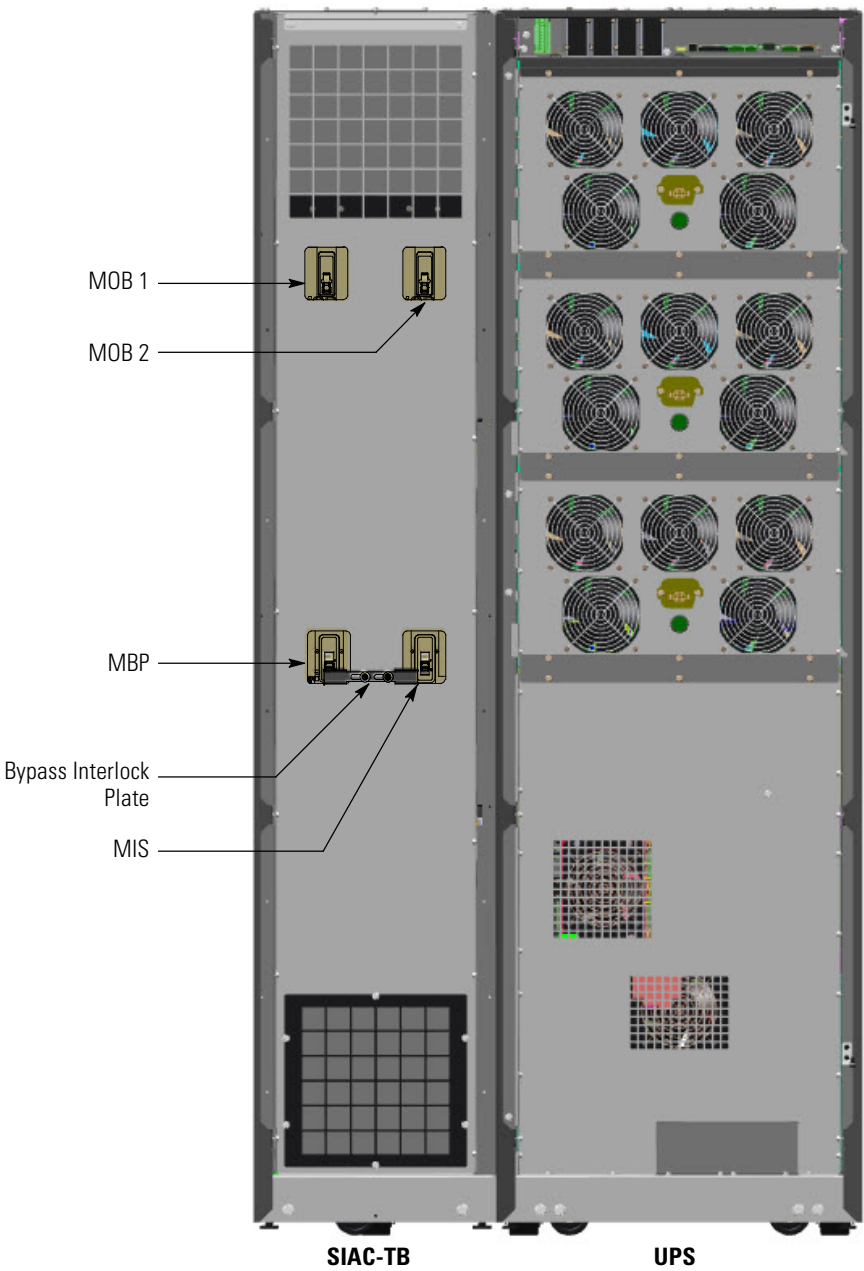 MOB 1
MOB 2
MBP
Bypass Interlock
Plate
MIS
SIAC-TB
UPS